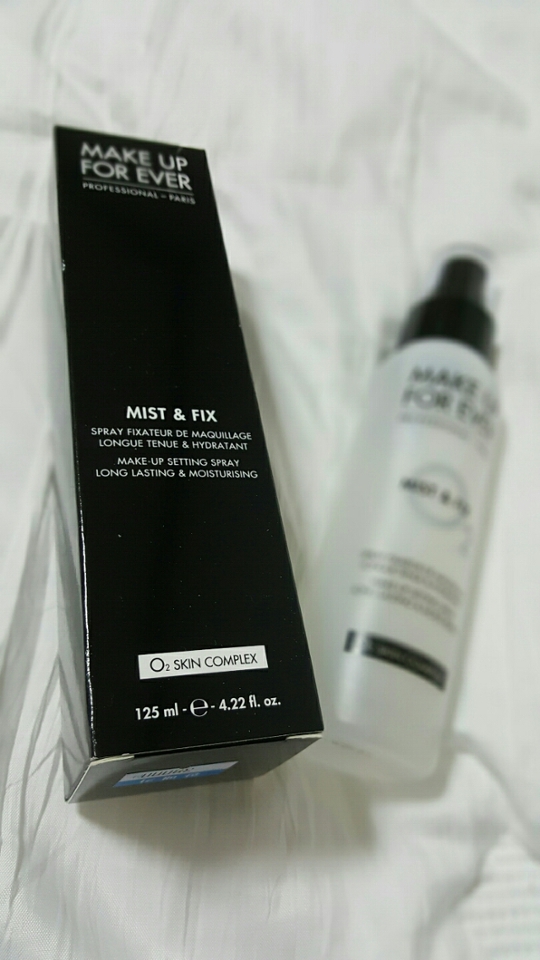 MAKE UP
FOR EVER
PROFESSIONAL - PARIS
MIST & FIX
SPRAY FIXATEUR DE MAQUILLAGE
LONGUE TENUE & HYDRATANT
MAKE-UP SETTING SPRAY
LONG LASTING & MOISTURISING
O₂ SKIN COMPLEX
125 ml - ℮ - 4.22 fl. oz.
MAKE
FOR EVER
MIST & FIX